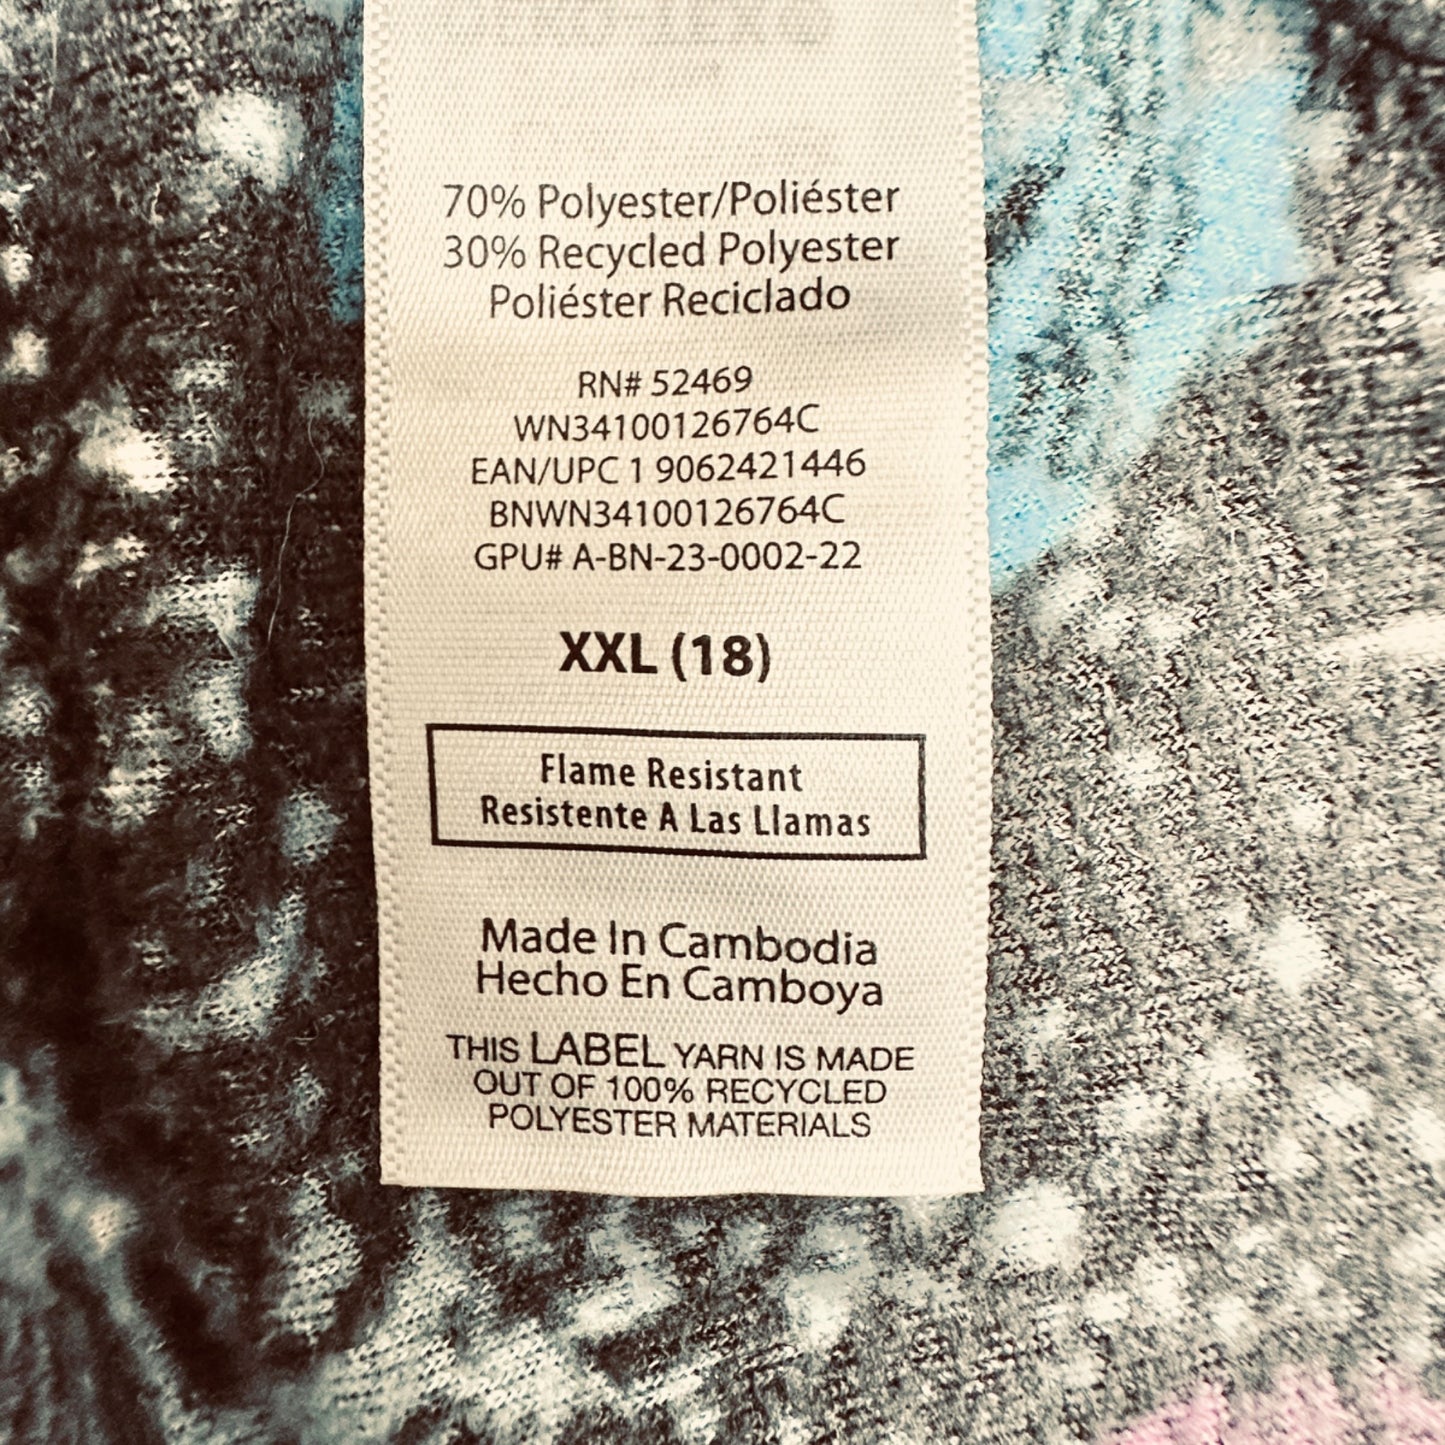 70% Polyester/Poliéster
30% Recycled Polyester
Poliéster Reciclado
RN# 52469
WN34100126764C
EAN/UPC 1 9062421446
BNWN34100126764C
GPU# A-BN-23-0002-22
XXL (18)
Flame Resistant
Resistente A Las Llamas
Made In Cambodia
Hecho En Camboya
THIS LABEL YARN IS MADE
OUT OF 100% RECYCLED
POLYESTER MATERIALS